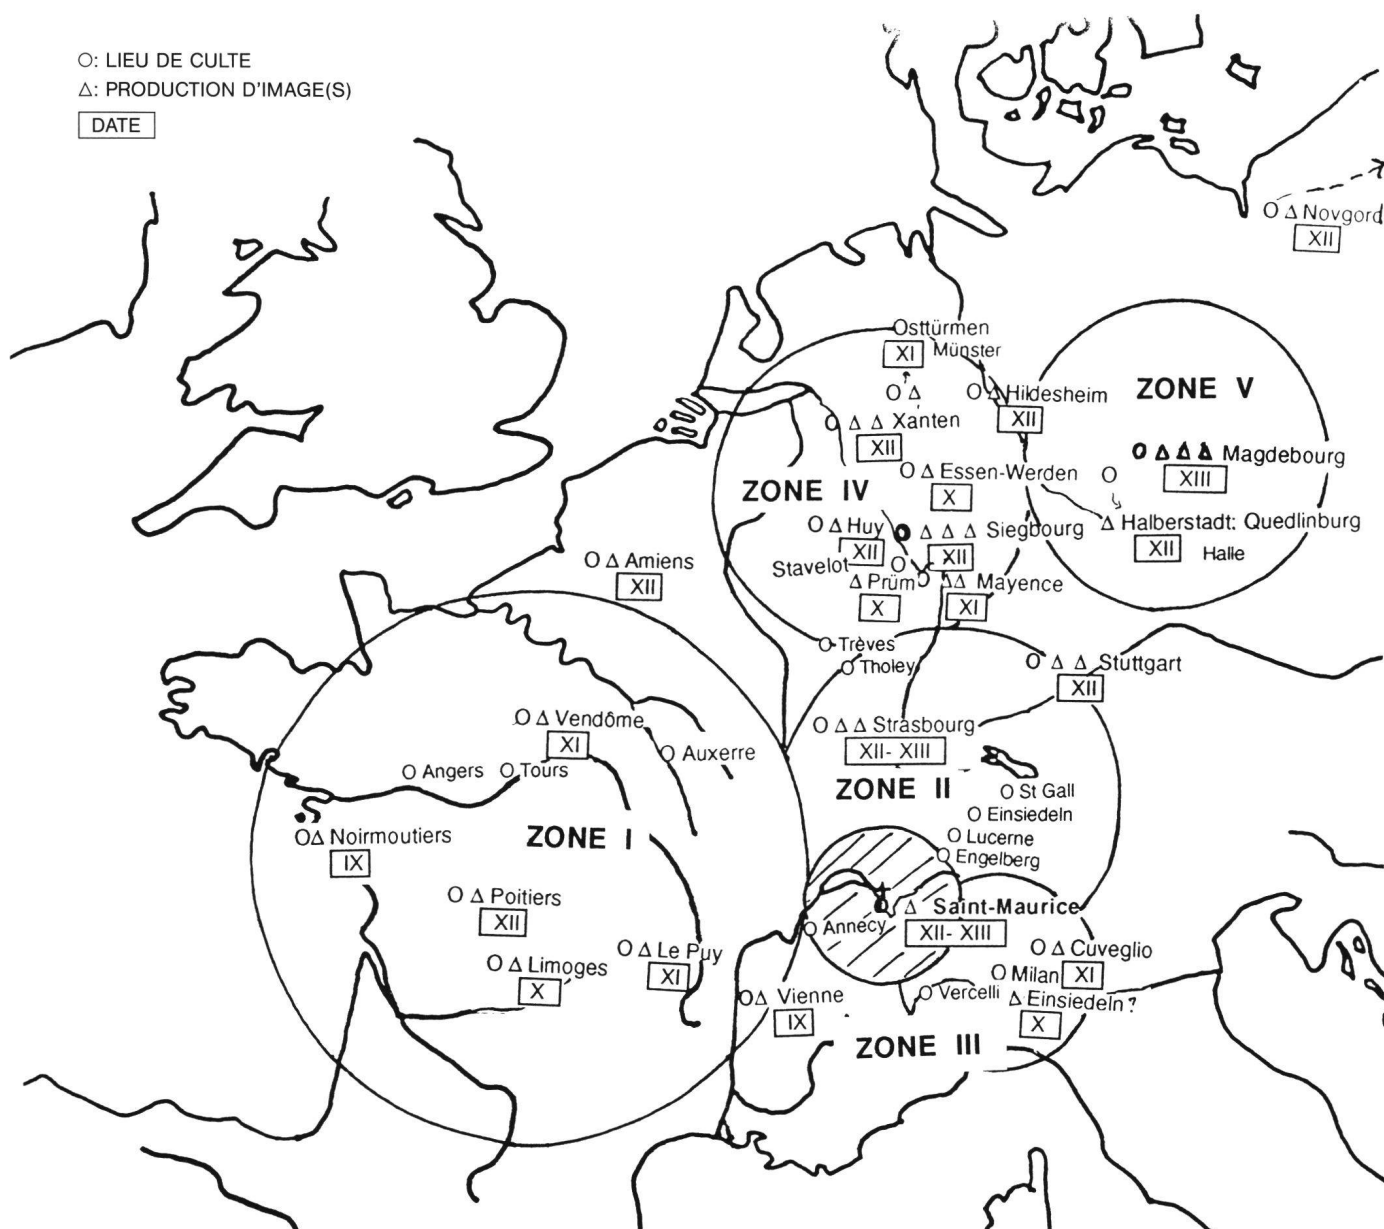 O: LIEU DE CULTE
Δ: PRODUCTION D'IMAGE(S)
DATE
O Δ Novgord
XII
Osttürmen
XI Münster
O Δ
O Δ Hildesheim
XII
ZONE V
O Δ Δ Xanten
XII
O Δ Δ Δ Magdebourg
XIII
O
O Δ Essen-Werden
X
ZONE IV
Δ Halberstadt: Quedlinburg
XII Halle
O Δ Huy
XII
O Δ Δ Δ Siegbourg
XII
Stavelot O
O Δ Amiens
XII
Δ Prüm
X
O Δ Δ Mayence
XI
O Trèves
O Tholey
O Δ Δ Stuttgart
XII
O Δ Vendôme
XI
O Δ Δ Strasbourg
XII- XIII
O Auxerre
O Angers
O Tours
ZONE II
O St Gall
O Einsiedeln
O Lucerne
O Engelberg
O Δ Noirmoutiers
IX
ZONE I
O Δ Poitiers
XII
O Δ Saint-Maurice
XII- XIII
O Annecy
O Δ Le Puy
XI
O Δ Cuveglio
XI
O Δ Limoges
X
O Milan
O Vercelli
Δ Einsiedeln ?
X
O Δ Vienne
IX
ZONE III